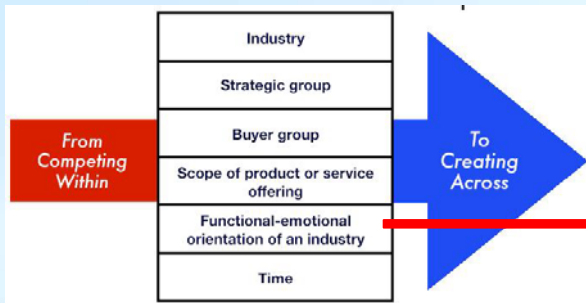 Industry
Strategic group
Buyer group
Scope of product or service
offering
Functional-emotional
orientation of an industry
Time
From
Competing
Within
To
Creating
Across